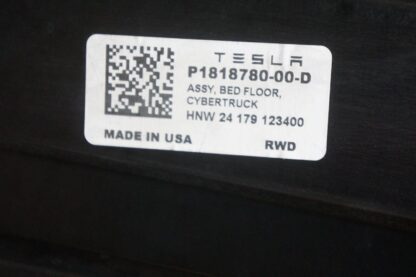 TESLA
P1818780-00-D
ASSY, BED FLOOR,
CYBERTRUCK
HNW 24 179 123400
MADE IN USA RWD